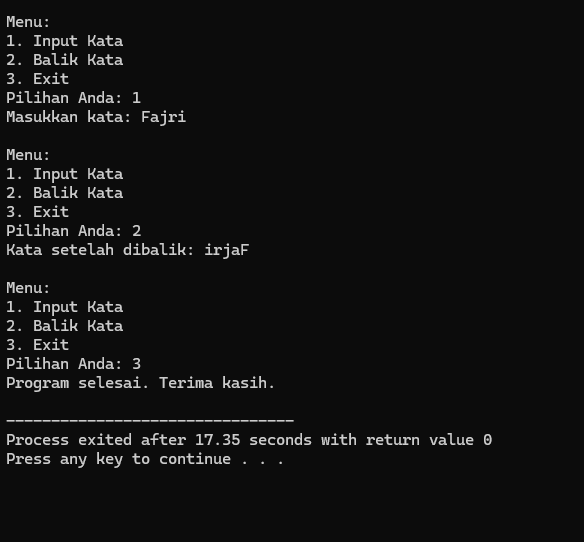 Menu:
1. Input Kata
2. Balik Kata
3. Exit
Pilihan Anda: 1
Masukkan kata: Fajri
Menu:
1. Input Kata
2. Balik Kata
3. Exit
Pilihan Anda: 2
Kata setelah dibalik: irjaF
Menu:
1. Input Kata
2. Balik Kata
3. Exit
Pilihan Anda: 3
Program selesai. Terima kasih.
--------------------------------
Process exited after 17.35 seconds with return value 0
Press any key to continue . . .